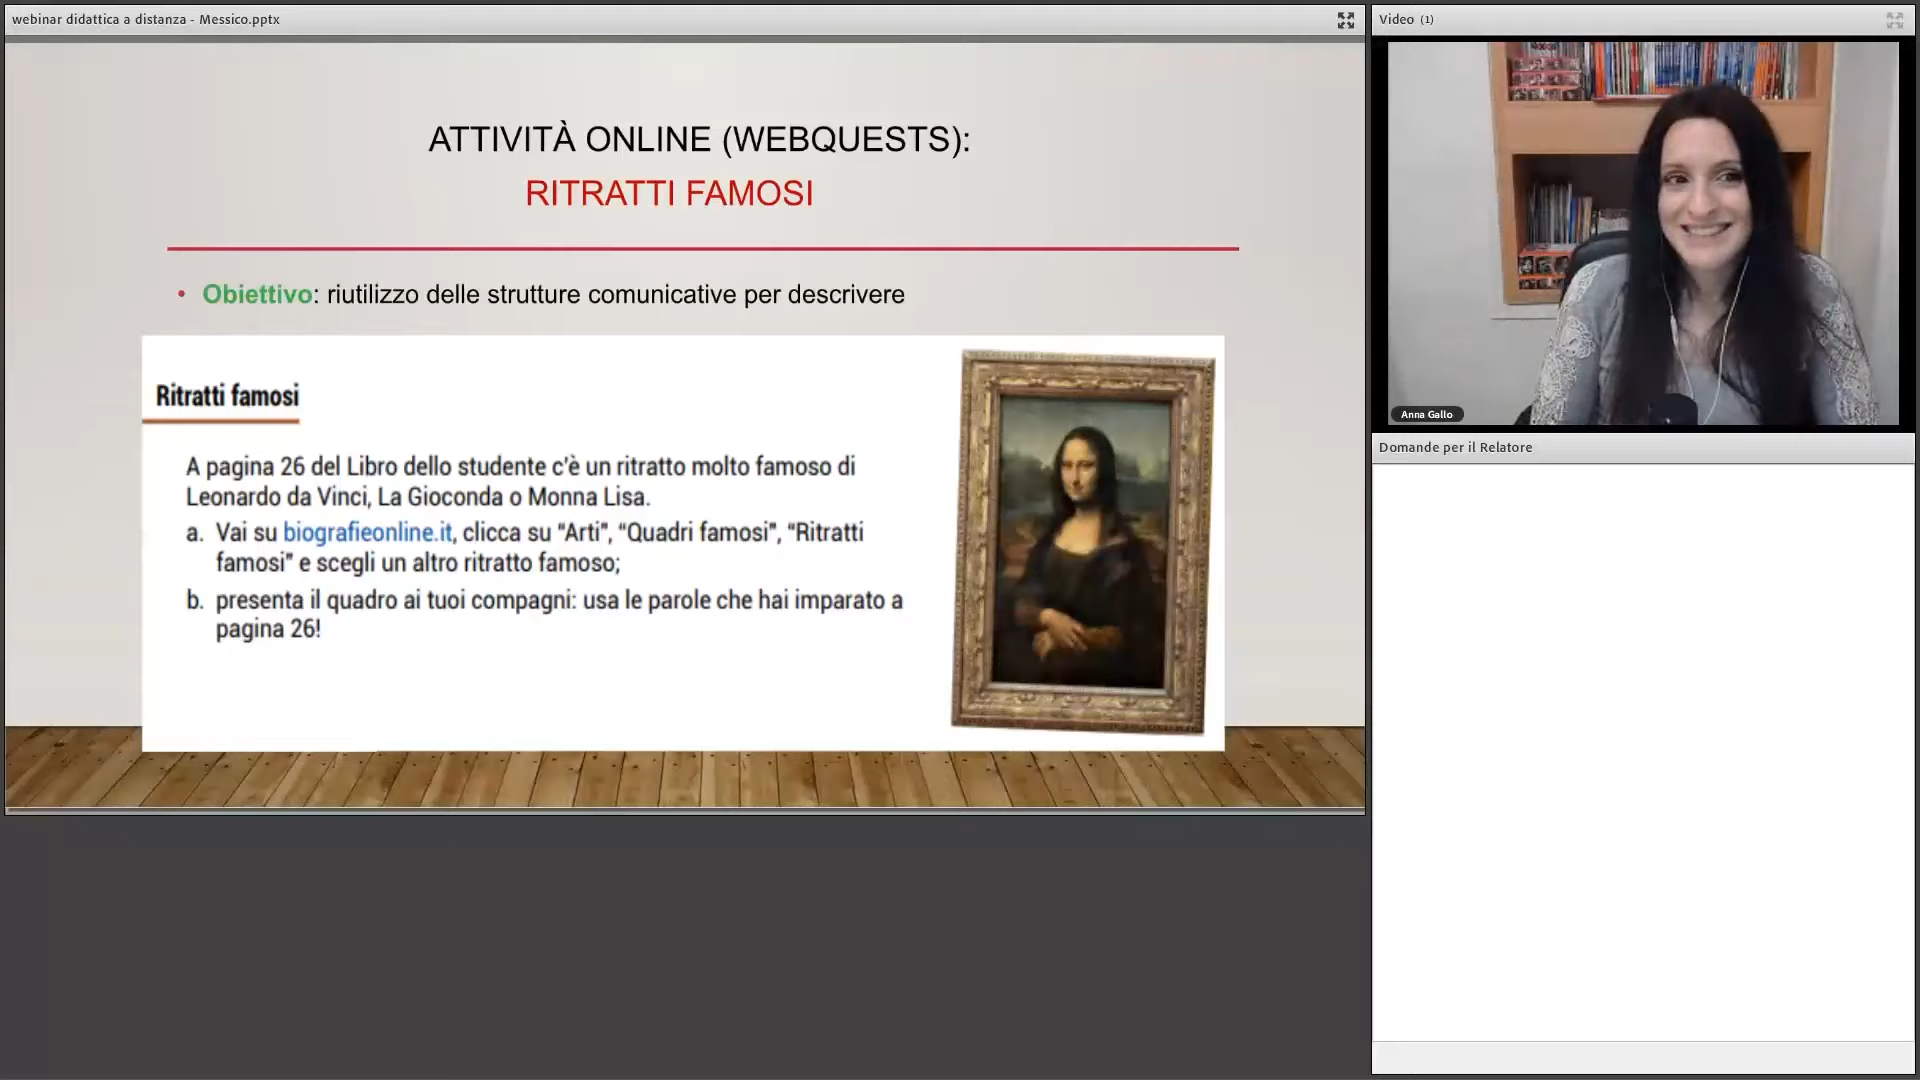 webinar didattica a distanza - Messico.pptx
ATTIVITÀ ONLINE (WEBQUESTS):
RITRATTI FAMOSI
• Obiettivo: riutilizzo delle strutture comunicative per descrivere
Ritratti famosi
A pagina 26 del Libro dello studente c'è un ritratto molto famoso di
Leonardo da Vinci, La Gioconda o Monna Lisa.
a. Vai su biografieonline.it, clicca su "Arti", "Quadri famosi", "Ritratti
famosi" e scegli un altro ritratto famoso;
b. presenta il quadro ai tuoi compagni: usa le parole che hai imparato a
pagina 26!
Video (1)
Anna Gallo
Domande per il Relatore